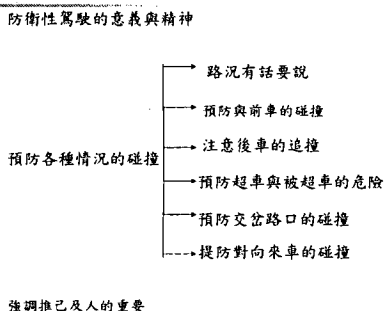 防衛性駕駛的意義與精神
路況有話要說
預防與前車的碰撞
注意後車的追撞
預防各種情況的碰撞
預防超車與被超車的危險
預防交岔路口的碰撞
提防對向來車的碰撞
強調推己及人的重要